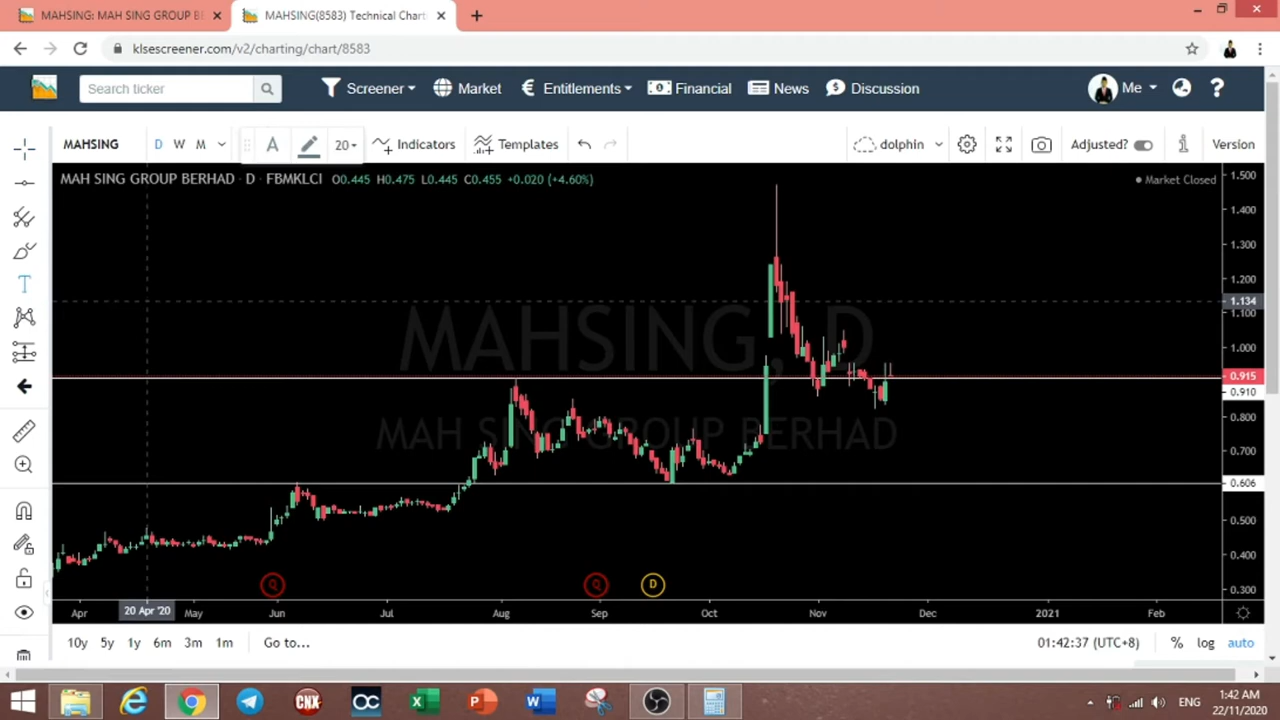 MAHSING: MAH SING GROUP BE
MAHSING(8583) Technical Chart
klsescreener.com/v2/charting/chart/8583
Search ticker
Screener
Market
Entitlements
Financial
News
Discussion
Me
MAHSING
D W M
20
Indicators
Templates
dolphin
Adjusted?
Version
MAH SING GROUP BERHAD D FBMKLCI O0.445 H0.475 L0.445 C0.455 +0.020 (+4.60%)
Market Closed
MAHSING, D
MAH SING GROUP BERHAD
1.500
1.400
1.300
1.200
1.134
1.100
1.000
0.915
0.910
0.800
0.700
0.606
0.500
0.400
0.300
Q
Q
D
Apr 20 Apr '20 May Jun Jul Aug Sep Oct Nov Dec 2021 Feb
10y 5y 1y 6m 3m 1m Go to...
01:42:37 (UTC+8) % log auto
CNX
OC
ENG
1:42 AM
22/11/2020